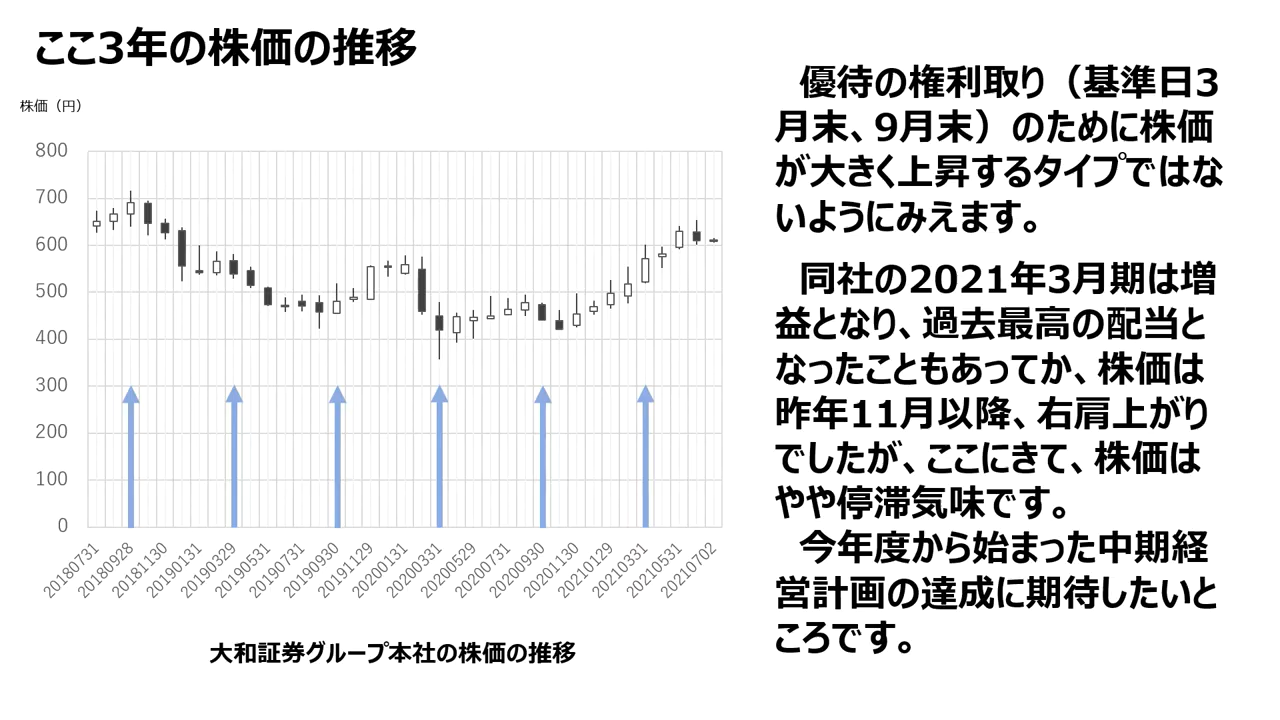 ここ3年の株価の推移
株価（円）
800
700
600
500
400
300
200
100
0
20180731
20180928
20181130
20190131
20190329
20190531
20190731
20190930
20191129
20200131
20200331
20200529
20200731
20200930
20201130
20210129
20210331
20210531
20210702
大和証券グループ本社の株価の推移
優待の権利取り（基準日3
月末、9月末）のために株価
が大きく上昇するタイプではな
いようにみえます。
同社の2021年3月期は増
益となり、過去最高の配当と
なったこともあってか、株価は
昨年11月以降、右肩上がり
でしたが、ここにきて、株価は
やや停滞気味です。
今年度から始まった中期経
営計画の達成に期待したいと
ころです。